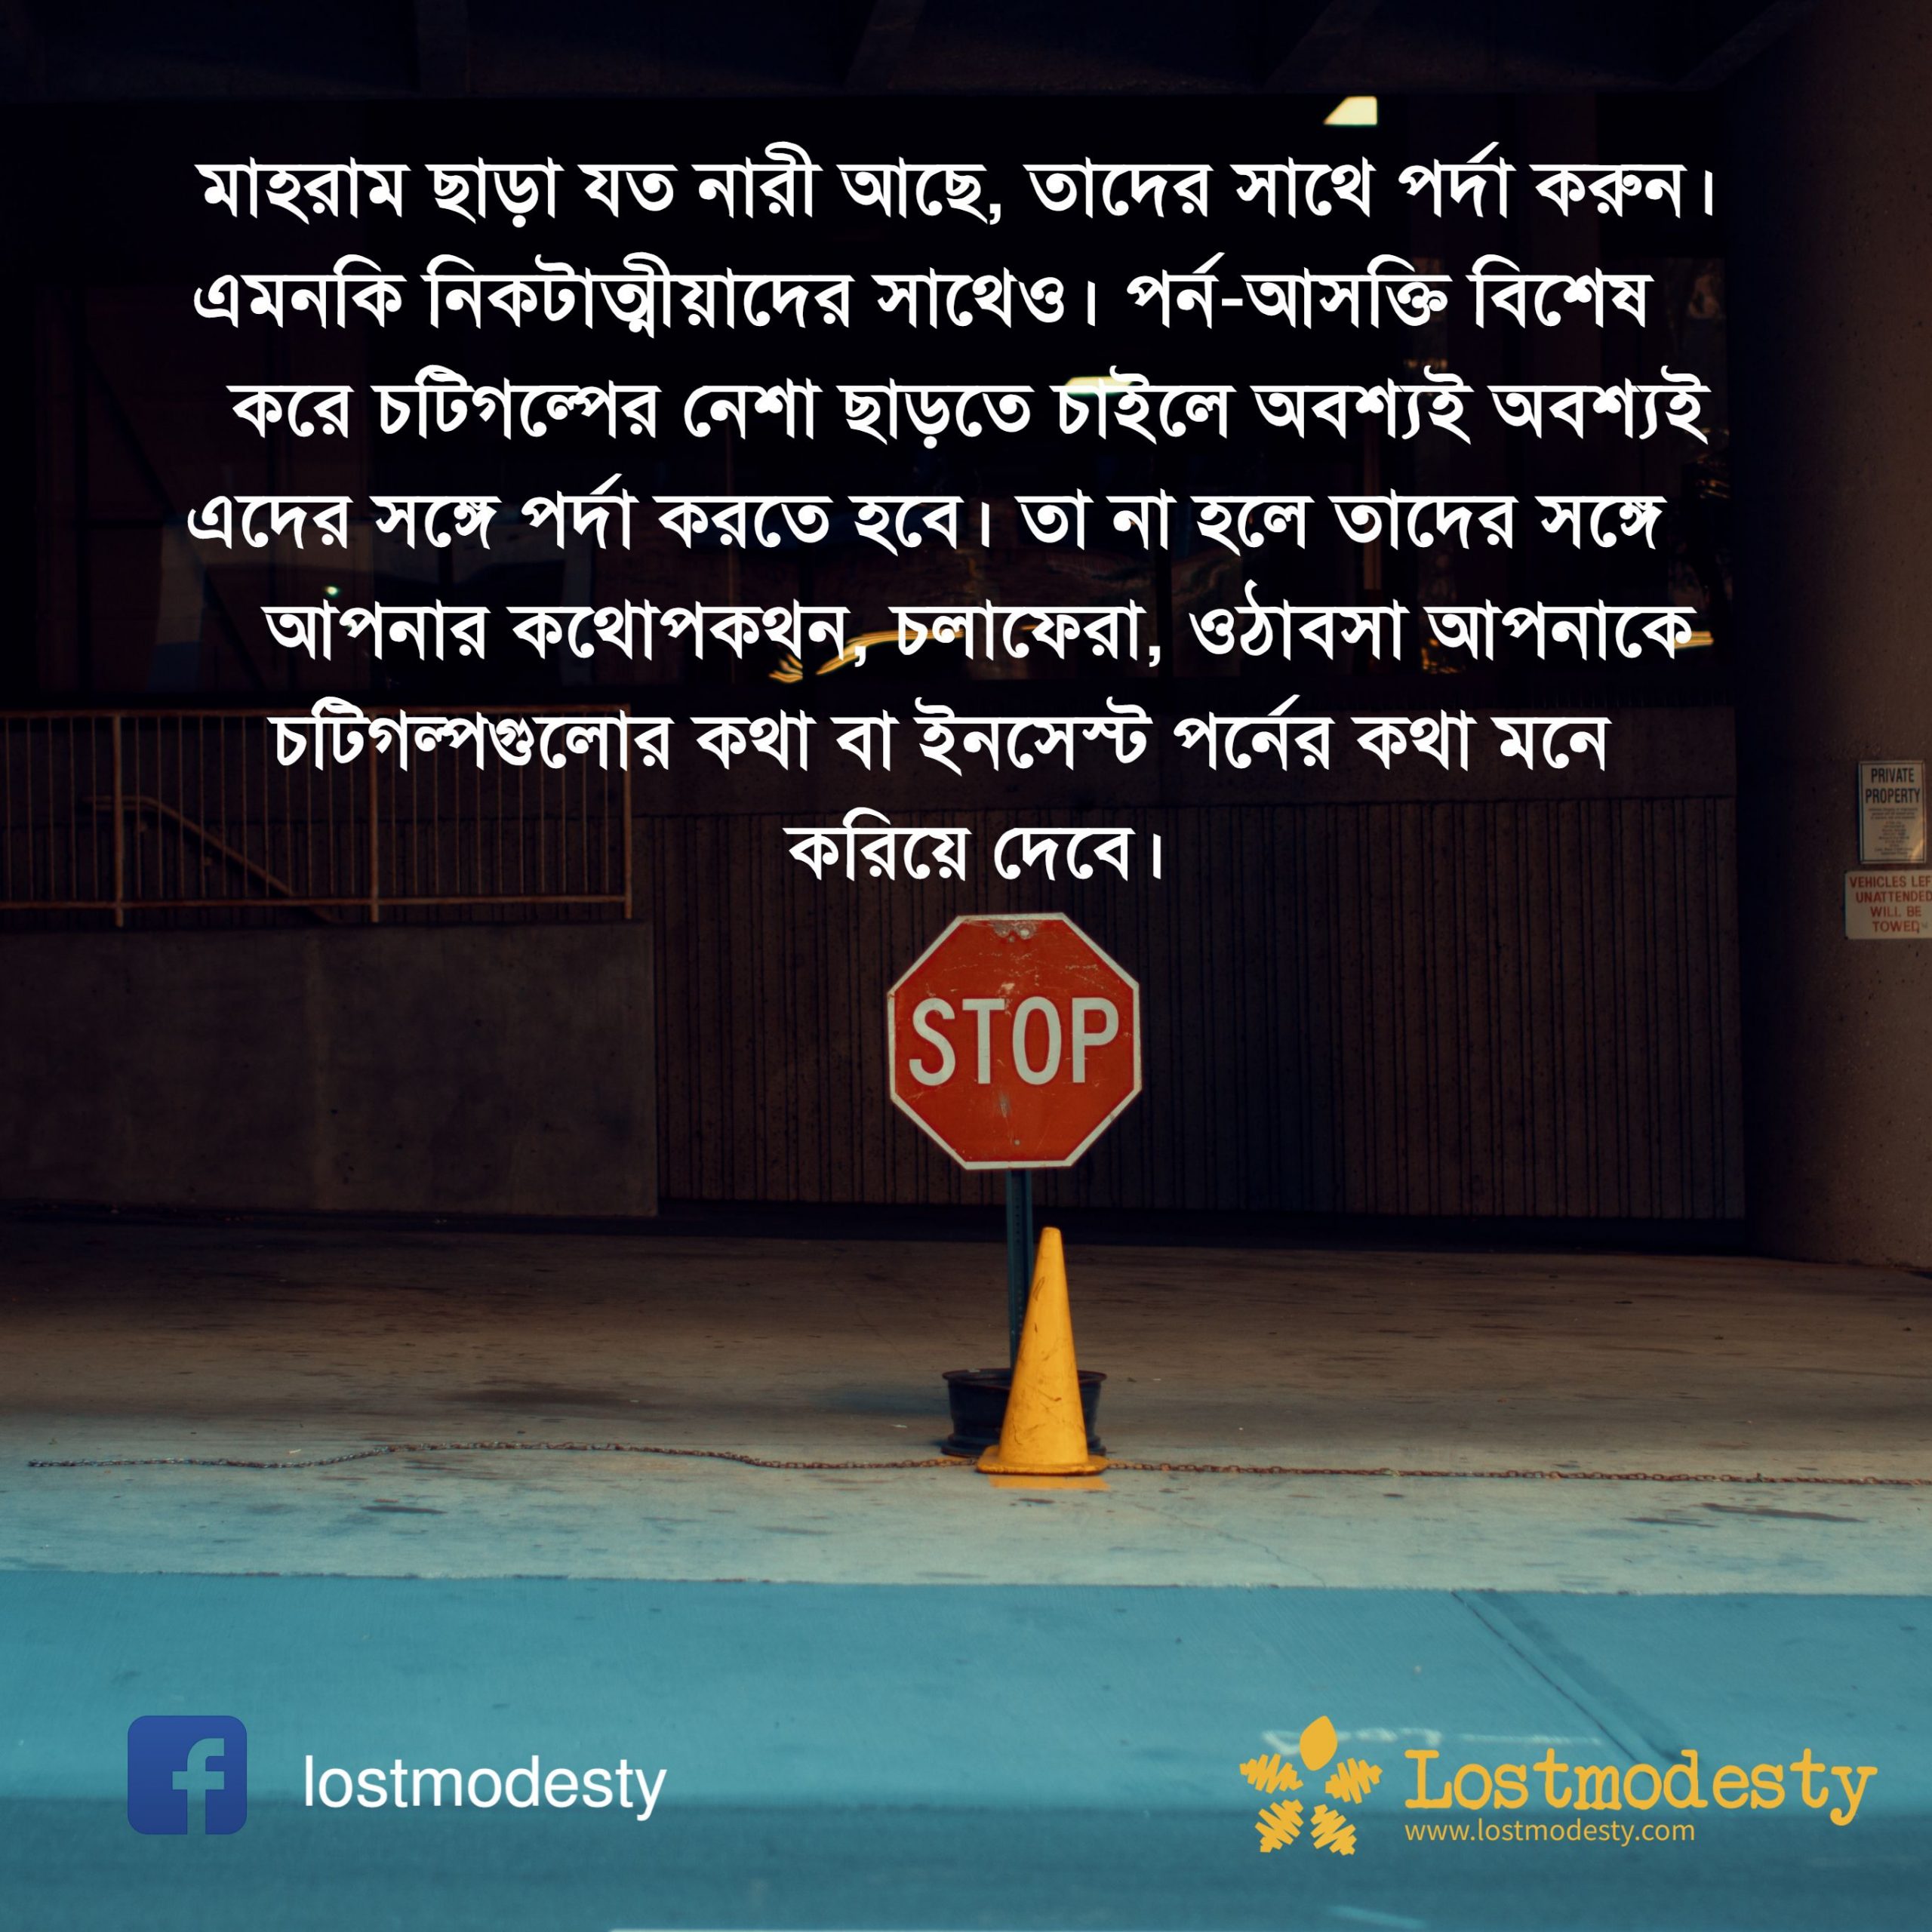 মাহরাম ছাড়া যত নারী আছে, তাদের সাথে পর্দা করুন।
এমনকি নিকটাত্মীয়াদের সাথেও। পর্ন-আসক্তি বিশেষ
করে চটিগল্পের নেশা ছাড়তে চাইলে অবশ্যই অবশ্যই
এদের সঙ্গে পর্দা করতে হবে। তা না হলে তাদের সঙ্গে
আপনার কথোপকথন, চলাফেরা, ওঠাবসা আপনাকে
চটিগল্পগুলোর কথা বা ইনসেস্ট পর্নের কথা মনে
করিয়ে দেবে।
PRIVATE
PROPERTY
VEHICLES LEF
UNATTENDED
WILL BE
TOWED
STOP
lostmodesty
Lostmodesty
www.lostmodesty.com